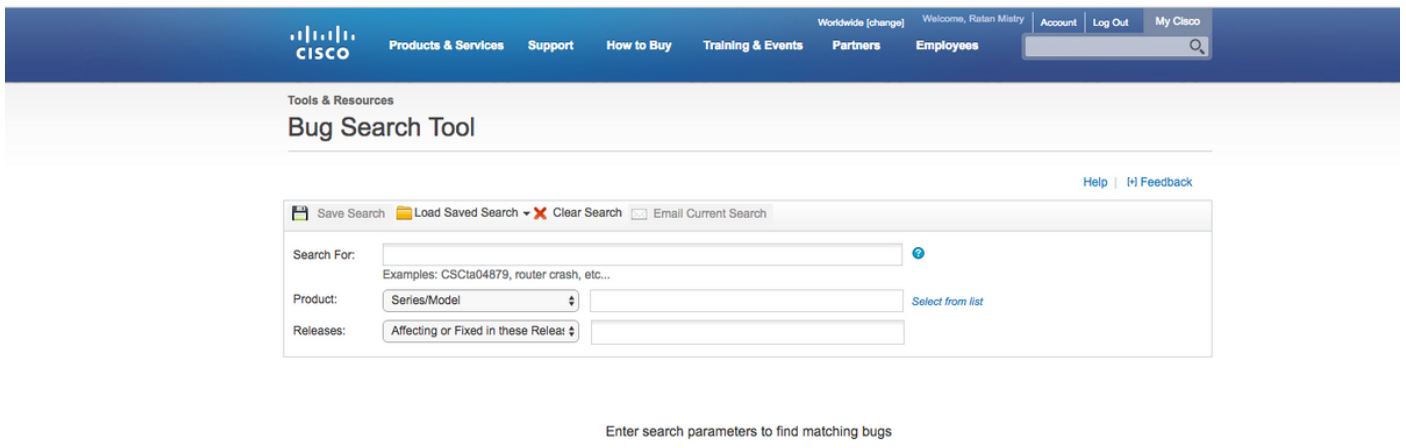 Worldwide [change] Welcome, Ratan Mistry Account Log Out My Cisco
CISCO Products & Services Support How to Buy Training & Events Partners Employees
Tools & Resources
Bug Search Tool
Help | [+] Feedback
Save Search Load Saved Search Clear Search Email Current Search
Search For: ?
Examples: CSCta04879, router crash, etc...
Product: Series/Model Select from list
Releases: Affecting or Fixed in these Releas
Enter search parameters to find matching bugs